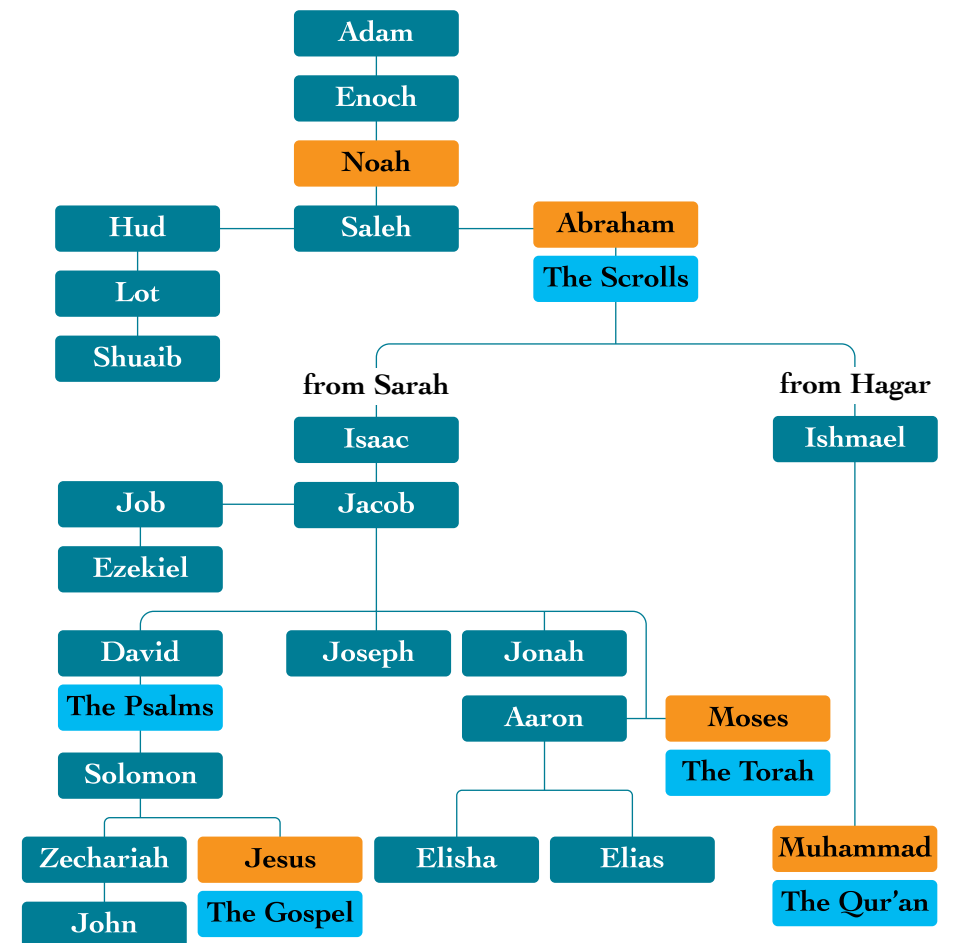 Adam
Enoch
Noah
Hud
Saleh
Abraham
The Scrolls
Lot
Shuaib
from Sarah
from Hagar
Isaac
Ishmael
Job
Jacob
Ezekiel
David
Joseph
Jonah
The Psalms
Aaron
Moses
The Torah
Solomon
Zechariah
Jesus
Elisha
Elias
Muhammad
The Gospel
The Qur’an
John